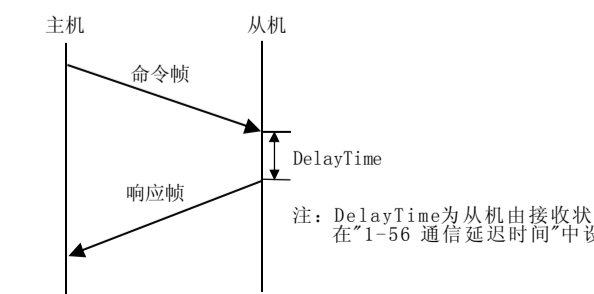 主机
从机
命令帧
DelayTime
响应帧
注: DelayTime为从机由接收状
在"1-56 通信延迟时间"中